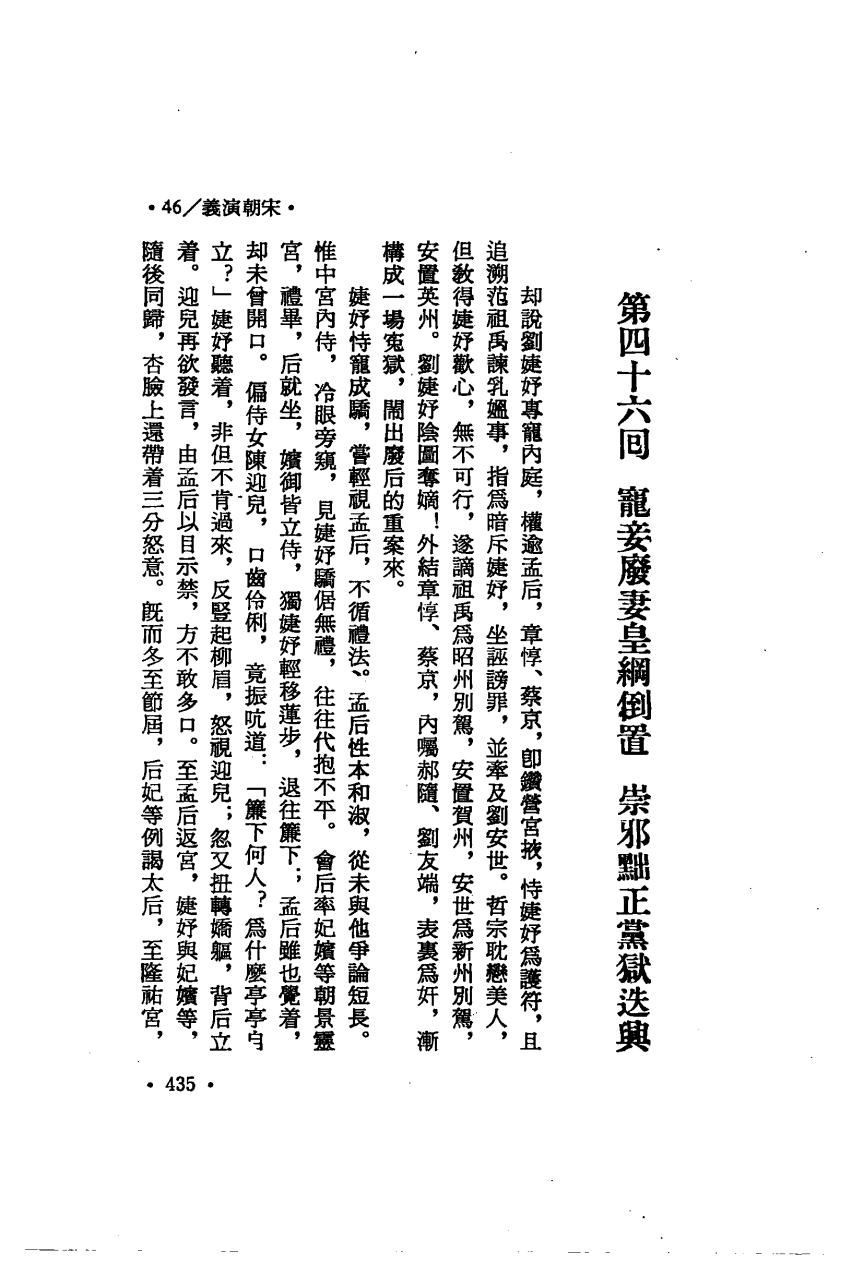 第四十六回　寵妾廢妻皇綱倒置　崇邪黜正黨獄迭興
却說劉婕妤專寵內庭，權逾孟后，章惇、蔡京，卽鑽營宮掖，恃婕妤爲護符，且
追溯范祖禹諫乳媼事，指爲暗斥婕妤，坐誣謗罪，並牽及劉安世。哲宗耽戀美人，
但敎得婕妤歡心，無不可行，遂謫祖禹爲昭州別駕，安置賀州，安世爲新州別駕，
安置英州。劉婕妤陰圖奪嫡！外結章惇、蔡京，內囑郝隨、劉友端，表裏爲奸，漸
構成一場冤獄，鬧出廢后的重案來。
婕妤恃寵成驕，嘗輕視孟后，不循禮法。孟后性本和淑，從未與他爭論短長。
惟中宮內侍，冷眼旁窺，見婕妤驕倨無禮，往往代抱不平。會后率妃嬪等朝景靈
宮，禮畢，后就坐，嬪御皆立侍，獨婕妤輕移蓮步，退往簾下；孟后雖也覺着，
却未曾開口。偏侍女陳迎兒，口齒伶俐，竟振吭道：「簾下何人？爲什麼亭亭自
立？」婕妤聽着，非但不肯過來，反豎起柳眉，怒視迎兒；忽又扭轉嬌軀，背后立
着。迎兒再欲發言，由孟后以目示禁，方不敢多口。至孟后返宮，婕妤與妃嬪等，
隨後同歸，杏臉上還帶着三分怒意。旣而冬至節屆，后妃等例謁太后，至隆祐宮，
•46／義演朝宋•
• 435 •